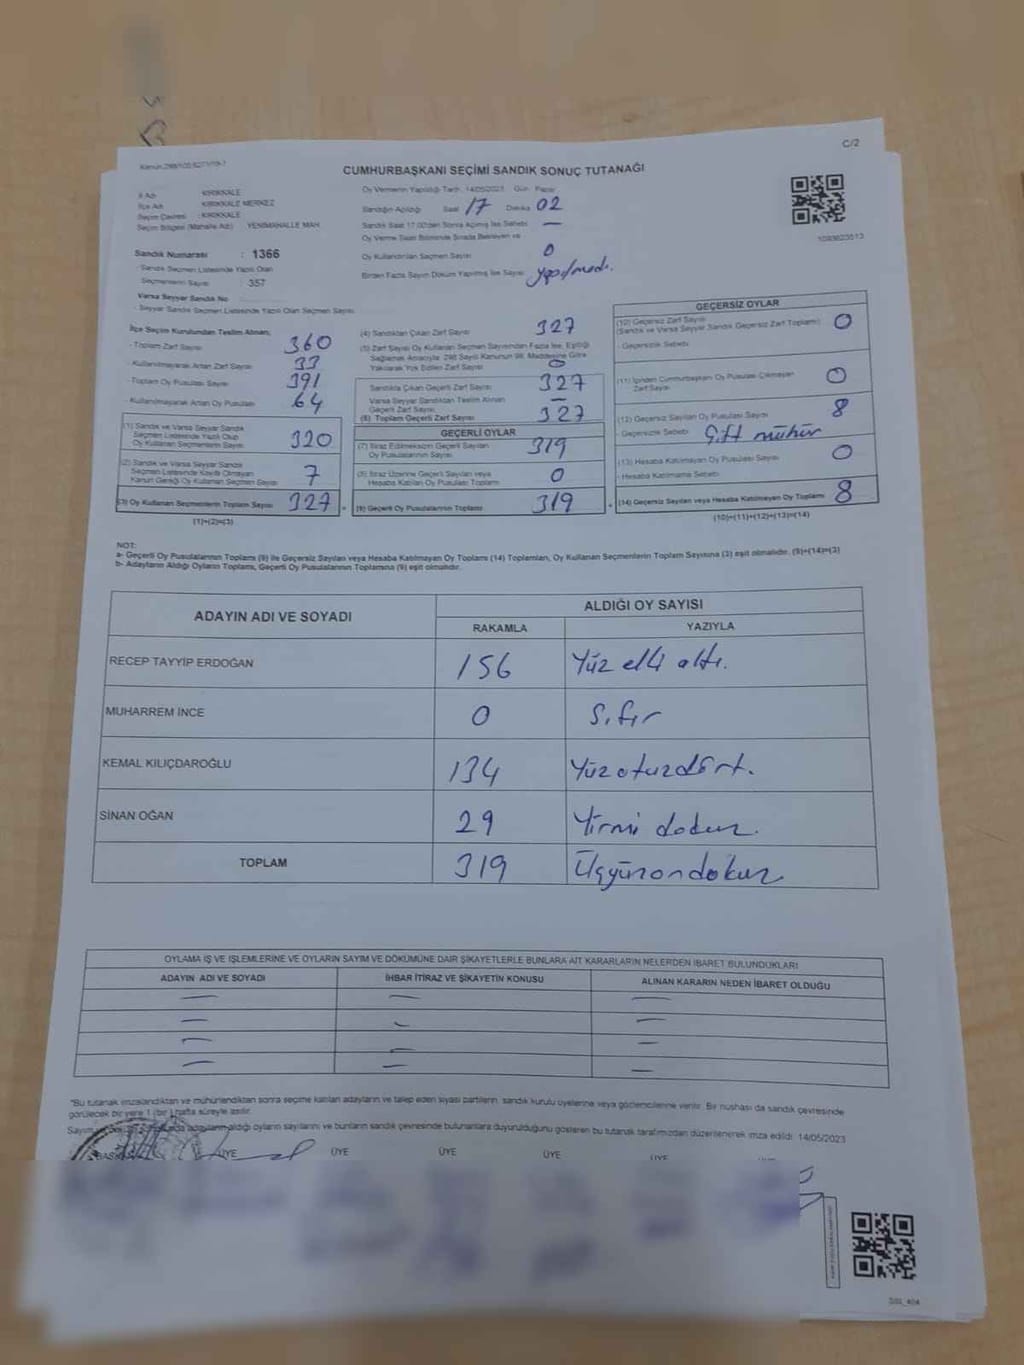 C/2
CUMHURBAŞKANI SEÇİMİ SANDIK SONUÇ TUTANAĞI
İl Adı : KIRIKKALE
İlçe Adı : KIRIKKALE MERKEZ
Seçim Çevresi : KIRIKKALE
Seçim Bölgesi (Mahalle Adı) : YENİMAHALLE MAH
Sandık Numarası : 1366
Sandık Seçmen Listesinde Yazılı Olan
Seçmenlerin Sayısı : 357
Varsa Seyyar Sandık No
Seyyar Sandık Seçmen Listesinde Yazılı Olan Seçmen Sayısı
Oy Vermenin Yapıldığı Tarih : 14/05/2023 Gün : Pazar
Sandığın Açıldığı Saat 17 Dakika 02
Sandık Saat 17.00'den Sonra Açılmış İse Sebebi —
Oy Verme Saati Bitiminde Sırada Bekleyen ve
Oy Kullandırılan Seçmen Sayısı 0
Birden Fazla Sayım Döküm Yapılmış İse Sayısı yapılmadı.
İlçe Seçim Kurulundan Teslim Alınan;
- Toplam Zarf Sayısı 360
- Kullanılmayarak Artan Zarf Sayısı 33
- Toplam Oy Pusulası Sayısı 391
- Kullanılmayarak Artan Oy Pusulası 64
(1) Sandık ve Varsa Seyyar Sandık
Seçmen Listesinde Yazılı Olup
Oy Kullanan Seçmenlerin Sayısı 320
(2) Sandık ve Varsa Seyyar Sandık
Seçmen Listesinde Kayıtlı Olmayan
Kanun Gereği Oy Kullanan Seçmen Sayısı 7
(3) Oy Kullanan Seçmenlerin Toplam Sayısı 327
(1)+(2)=(3)
(4) Sandıktan Çıkan Zarf Sayısı 327
(5) Zarf Sayısı Oy Kullanan Seçmen Sayısından Fazla İse, Eşitliği
Sağlamak Amacıyla 298 Sayılı Kanunun 98. Maddesine Göre
Yakılarak Yok Edilen Zarf Sayısı 0
Sandıkta Çıkan Geçerli Zarf Sayısı 327
Varsa Seyyar Sandıktan Teslim Alınan
Geçerli Zarf Sayısı —
(6) Toplam Geçerli Zarf Sayısı 327
GEÇERLİ OYLAR
(7) İtiraz Edilmeksizin Geçerli Sayılan
Oy Pusulasının Sayısı 319
(8) İtiraz Üzerine Geçerli Sayılan veya
Hesaba Katılan Oy Pusulası Toplamı 0
(9) Geçerli Oy Pusulalarının Toplamı 319
GEÇERSİZ OYLAR
(10) Geçersiz Zarf Sayısı 0
(Sandık ve Varsa Seyyar Sandık Geçersiz Zarf Toplamı)
- Geçersizlik Sebebi
(11) İçinden Cumhurbaşkanı Oy Pusulası Çıkmayan
Zarf Sayısı 0
(12) Geçersiz Sayılan Oy Pusulası Sayısı 8
- Geçersizlik Sebebi Çift mühür
(13) Hesaba Katılmayan Oy Pusulası Sayısı 0
- Hesaba Katılmama Sebebi
(14) Geçersiz Sayılan veya Hesaba Katılmayan Oy Toplamı 8
(10)+(11)+(12)+(13)=(14)
NOT:
a- Geçerli Oy Pusulalarının Toplamı (9) ile Geçersiz Sayılan veya Hesaba Katılmayan Oy Toplamı (14) Toplamları, Oy Kullanan Seçmenlerin Toplam Sayısına (3) eşit olmalıdır. (9)+(14)=(3)
b- Adayların Aldığı Oyların Toplamı, Geçerli Oy Pusulalarının Toplamına (9) eşit olmalıdır.
ADAYIN ADI VE SOYADI
ALDIĞI OY SAYISI
RAKAMLA YAZIYLA
RECEP TAYYİP ERDOĞAN 156 Yüz elli altı.
MUHARREM İNCE 0 Sıfır
KEMAL KILIÇDAROĞLU 134 Yüzotuzdört.
SİNAN OĞAN 29 Yirmi dokuz.
TOPLAM 319 Üçyüzondokuz
OYLAMA İŞ VE İŞLEMLERİNE VE OYLARIN SAYIM VE DÖKÜMÜNE DAİR ŞİKAYETLERLE BUNLARA AİT KARARLARIN NELERDEN İBARET BULUNDUKLARI
ADAYIN ADI VE SOYADI İHBAR İTİRAZ VE ŞİKAYETİN KONUSU ALINAN KARARIN NEDEN İBARET OLDUĞU
— — —
— — —
— — —
— — —
"Bu tutanak imzalandıktan ve mühürlendikten sonra seçime katılan adayların ve talep eden siyasi partilerin, sandık kurulu üyelerine veya gözlemcilerine verilir. Bir nüshası da sandık çevresinde
görülecek bir yere 1 (bir) hafta süreyle asılır.
adayların aldığı oyların sayılarını ve bunların sandık çevresinde bulunanlara duyurulduğunu gösteren bu tutanak tarafımızdan düzenlenerek imza edildi. 14/05/2023
ÜYE ÜYE ÜYE ÜYE ÜYE